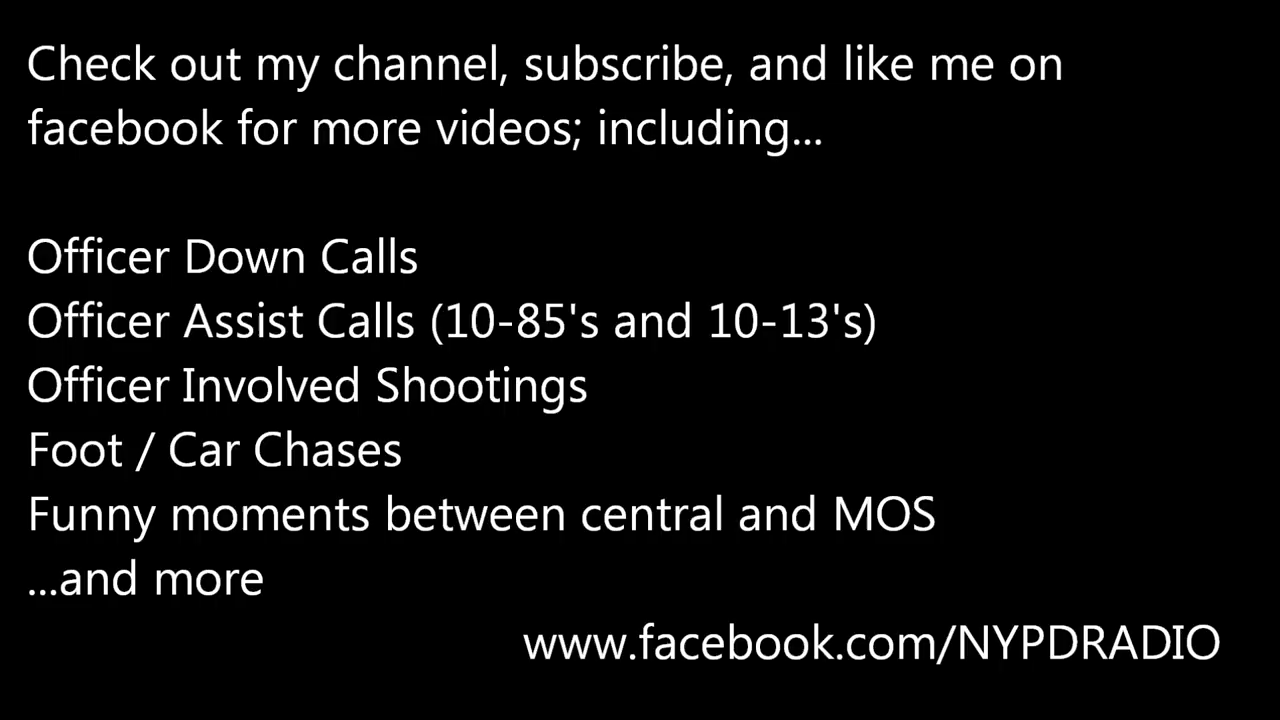 Check out my channel, subscribe, and like me on
facebook for more videos; including...
Officer Down Calls
Officer Assist Calls (10-85's and 10-13's)
Officer Involved Shootings
Foot / Car Chases
Funny moments between central and MOS
...and more
www.facebook.com/NYPDRADIO